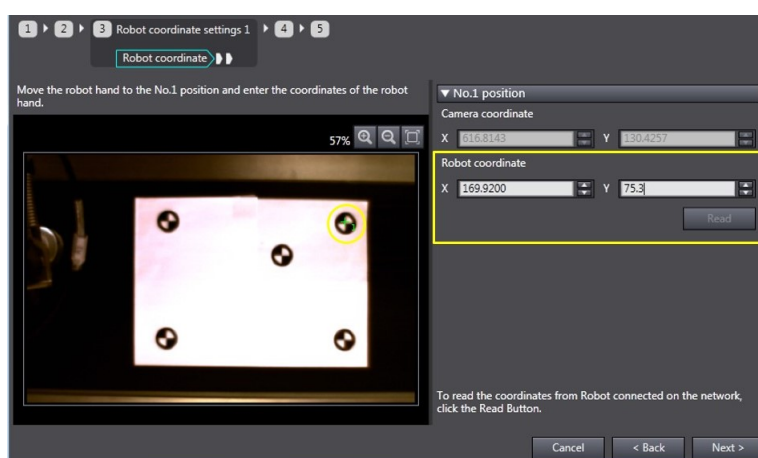 1 2 3 Robot coordinate settings 1 4 5
Robot coordinate
Move the robot hand to the No.1 position and enter the coordinates of the robot
hand.
57%
▼ No.1 position
Camera coordinate
X 616.8143 Y 130.4257
Robot coordinate
X 169.9200 Y 75.3
Read
To read the coordinates from Robot connected on the network,
click the Read Button.
Cancel < Back Next >